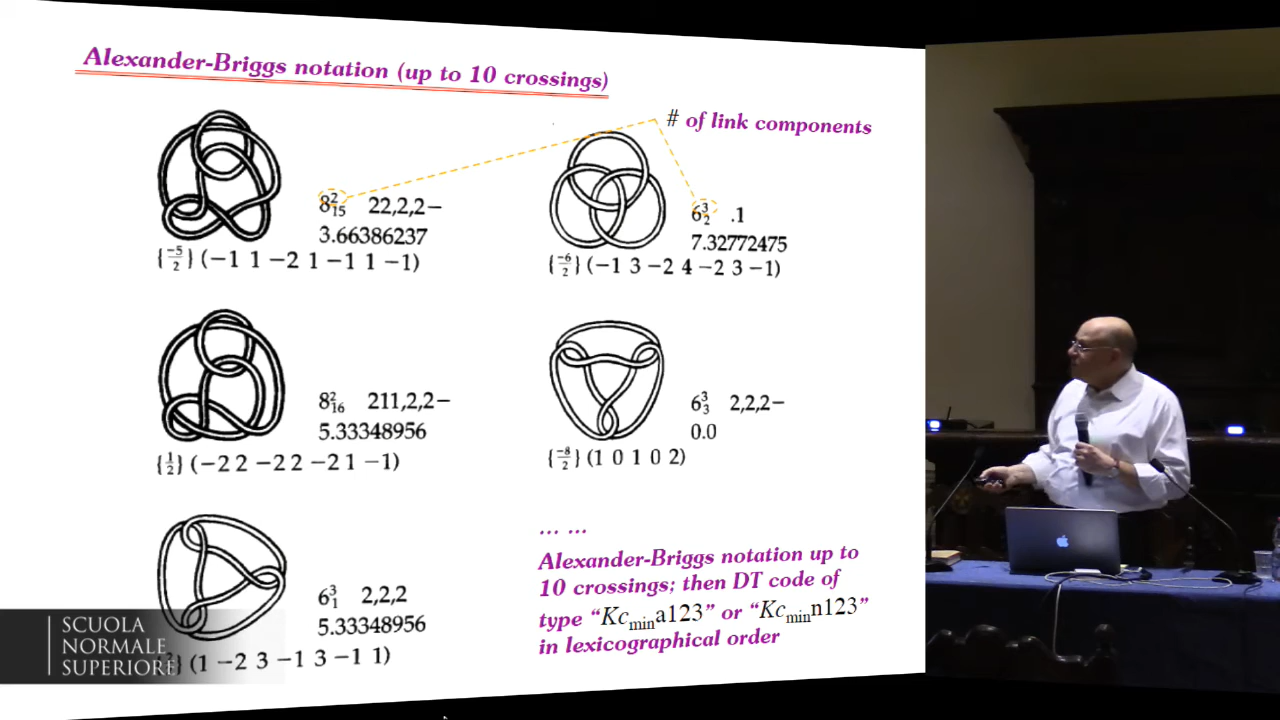 Alexander-Briggs notation (up to 10 crossings)
# of link components
8²₁₅ 22,2,2−
3.66386237
{−5/2} (−1 1 −2 1 −1 1 −1)
6³₂ .1
7.32772475
{−6/2} (−1 3 −2 4 −2 3 −1)
8²₁₆ 211,2,2−
5.33348956
{1/2} (−2 2 −2 2 −2 1 −1)
6³₃ 2,2,2−
0.0
{−8/2} (1 0 1 0 2)
6³₁ 2,2,2
5.33348956
(1 −2 3 −1 3 −1 1)
... ...
Alexander-Briggs notation up to
10 crossings; then DT code of
type “Kc_min a123” or “Kc_min n123”
in lexicographical order
SCUOLA
NORMALE
SUPERIORE